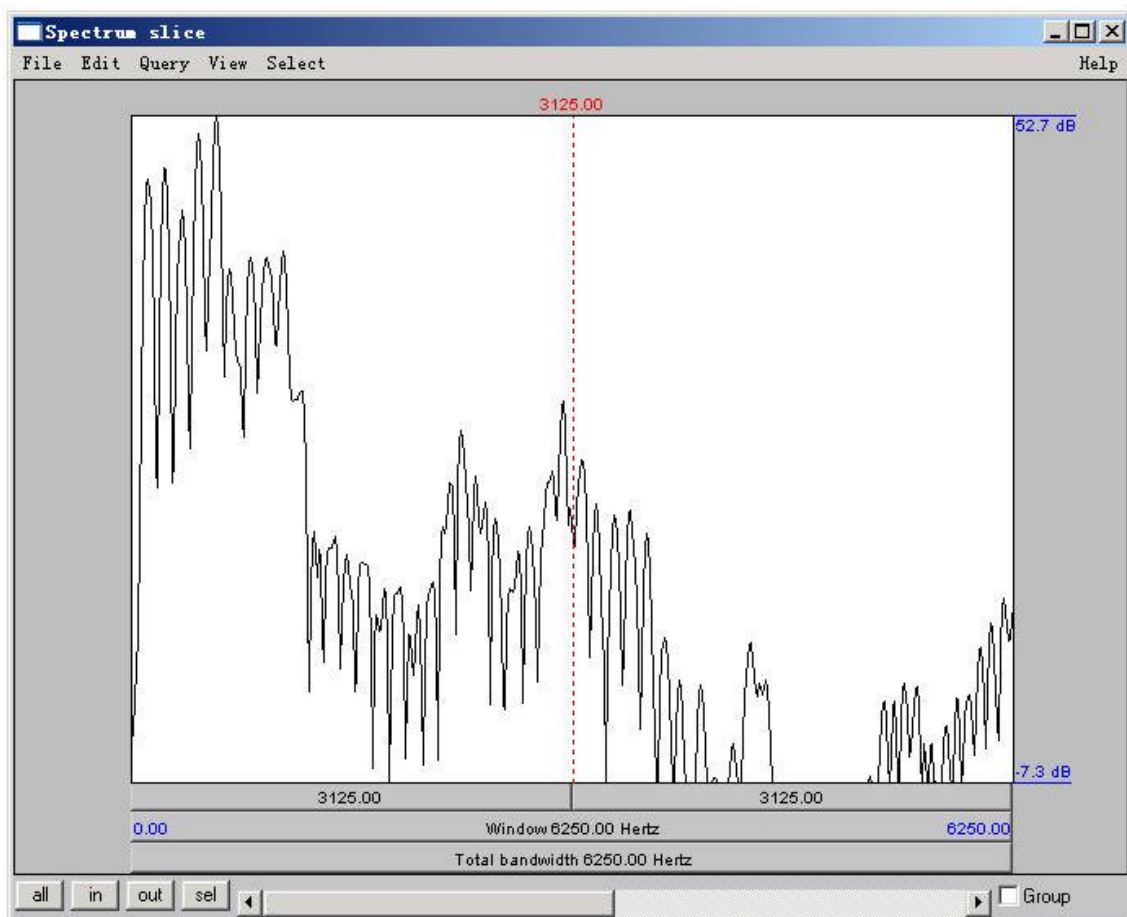 Spectrum slice
File Edit Query View Select Help
3125.00
52.7 dB
-7.3 dB
3125.00 3125.00
0.00 Window 6250.00 Hertz 6250.00
Total bandwidth 6250.00 Hertz
all in out sel Group